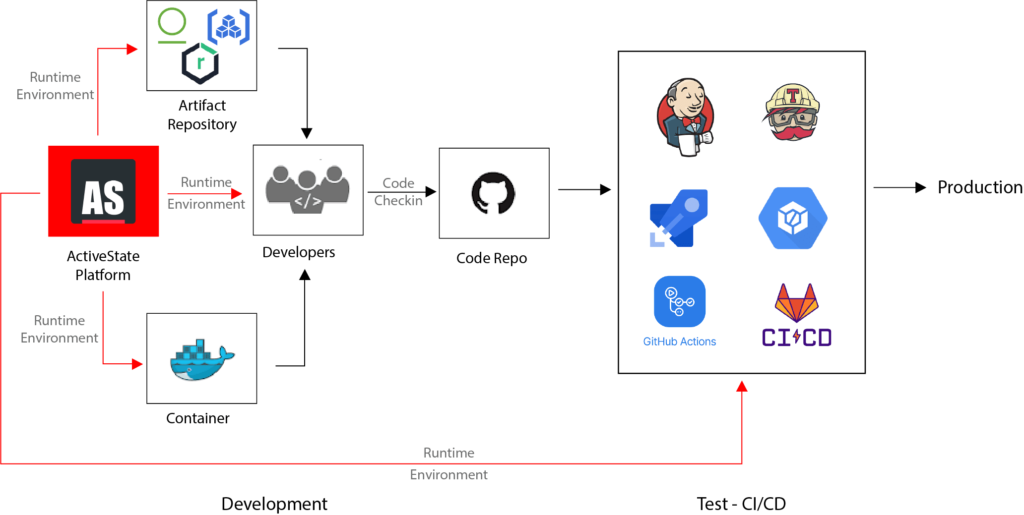 r
Runtime
Environment
Artifact
Repository
AS
Runtime
Environment
</>
Code
Checkin
T
Production
ActiveState
Platform
Developers
Code Repo
Runtime
Environment
GitHub Actions
CI CD
Container
Runtime
Environment
Development
Test - CI/CD